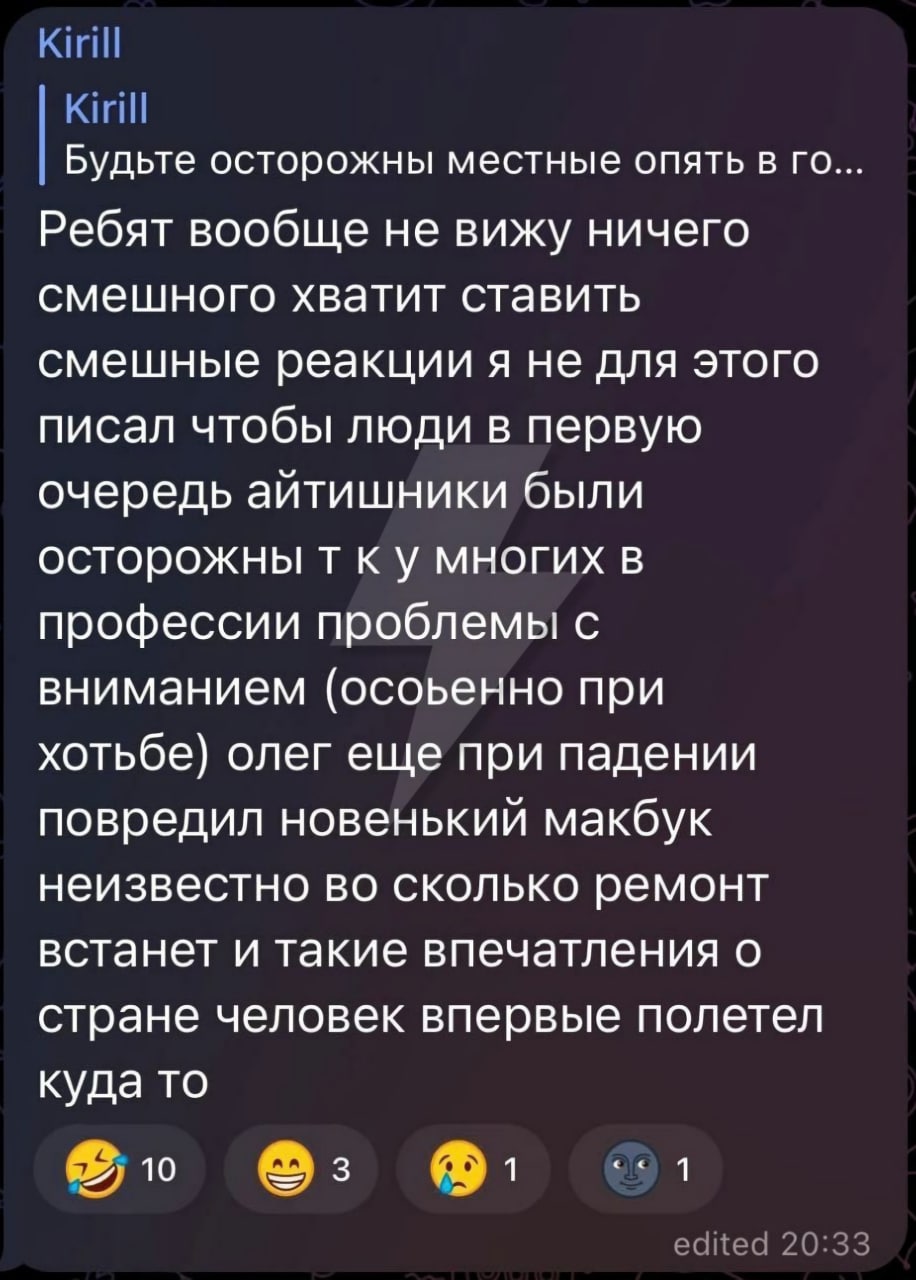 Kirill
Kirill
Будьте осторожны местные опять в го...
Ребят вообще не вижу ничего
смешного хватит ставить
смешные реакции я не для этого
писал чтобы люди в первую
очередь айтишники были
осторожны т к у многих в
профессии проблемы с
вниманием (осоьенно при
хотьбе) олег еще при падении
повредил новенький макбук
неизвестно во сколько ремонт
встанет и такие впечатления о
стране человек впервые полетел
куда то
10 3 1 1
edited 20:33